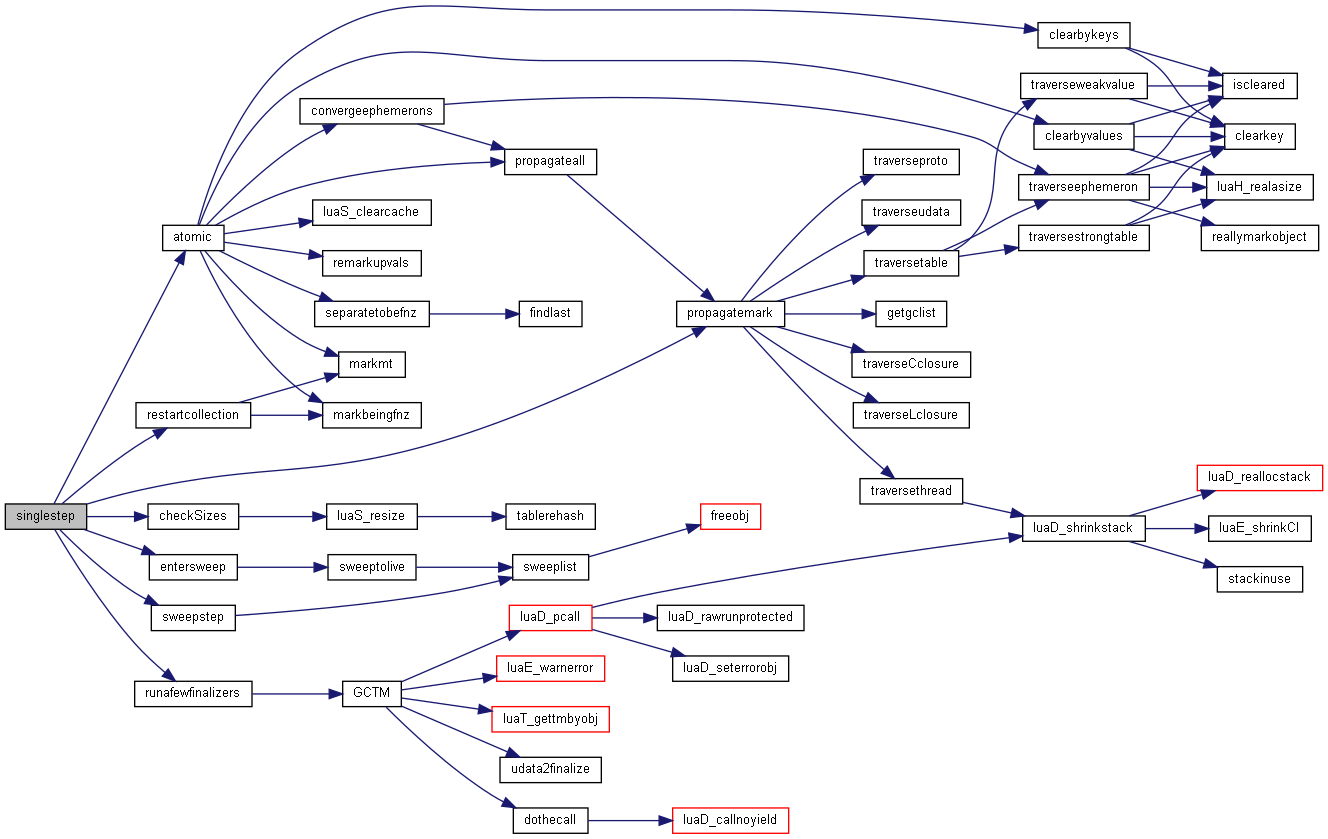 clearbykeys
traverseweakvalue
iscleared
convergeephemerons
clearbyvalues
clearkey
propagateall
traverseproto
traverseephemeron
luaH_realasize
luaS_clearcache
traverseudata
atomic
traversestrongtable
reallymarkobject
remarkupvals
traversetable
separatetobefnz
findlast
propagatemark
getgclist
markmt
traverseCclosure
restartcollection
markbeingfnz
traverseLclosure
luaD_reallocstack
traversethread
singlestep
checkSizes
luaS_resize
tablerehash
freeobj
luaD_shrinkstack
luaE_shrinkCI
entersweep
sweeptolive
sweeplist
stackinuse
sweepstep
luaD_pcall
luaD_rawrunprotected
luaE_warnerror
luaD_seterrorobj
runafewfinalizers
GCTM
luaT_gettmbyobj
udata2finalize
dothecall
luaD_callnoyield